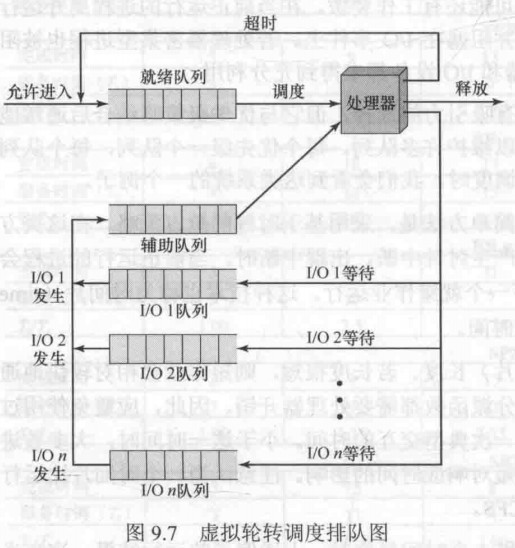 超时
就绪队列
允许进入
调度
处理器
释放
辅助队列
I/O 1
发生
I/O 1等待
I/O 1队列
I/O 2
发生
I/O 2等待
I/O 2队列
I/O n
发生
I/O n等待
I/O n队列
图 9.7 虚拟轮转调度排队图